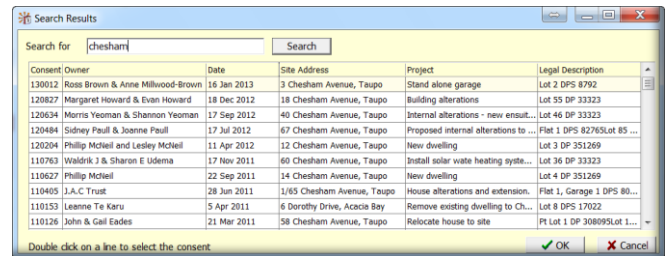 Search Results
Search for chesham Search
Consent Owner Date Site Address Project Legal Description
130012 Ross Brown & Anne Millwood-Brown 16 Jan 2013 3 Chesham Avenue, Taupo Stand alone garage Lot 2 DPS 8792
120827 Margaret Howard & Evan Howard 18 Dec 2012 18 Chesham Avenue, Taupo Building alterations Lot 55 DP 33323
120634 Morris Yeoman & Shannon Yeoman 17 Sep 2012 40 Chesham Avenue, Taupo Internal alterations - new ensuit... Lot 46 DP 33323
120484 Sidney Paull & Joanne Paull 17 Jul 2012 67 Chesham Avenue, Taupo Proposed internal alterations to ... Flat 1 DPS 82765Lot 85 ...
120204 Phillip McNeil and Lesley McNeil 11 Apr 2012 12 Chesham Avenue, Taupo New dwelling Lot 3 DP 351269
110763 Waldrik J & Sharon E Udema 17 Nov 2011 60 Chesham Avenue, Taupo Install solar wate heating syste... Lot 36 DP 33323
110627 Phillip McNeil 22 Sep 2011 14 Chesham Avenue, Taupo New dwelling Lot 4 DP 351269
110405 J.A.C Trust 28 Jun 2011 1/65 Chesham Avenue, Taupo House alterations and extension. Flat 1, Garage 1 DPS 80...
110153 Leanne Te Karu 5 Apr 2011 6 Dorothy Drive, Acacia Bay Remove existing dwelling to Ch... Lot 8 DPS 17022
110126 John & Gail Eades 21 Mar 2011 58 Chesham Avenue, Taupo Relocate house to site Pt Lot 1 DP 308095Lot 1...
Double click on a line to select the consent OK Cancel